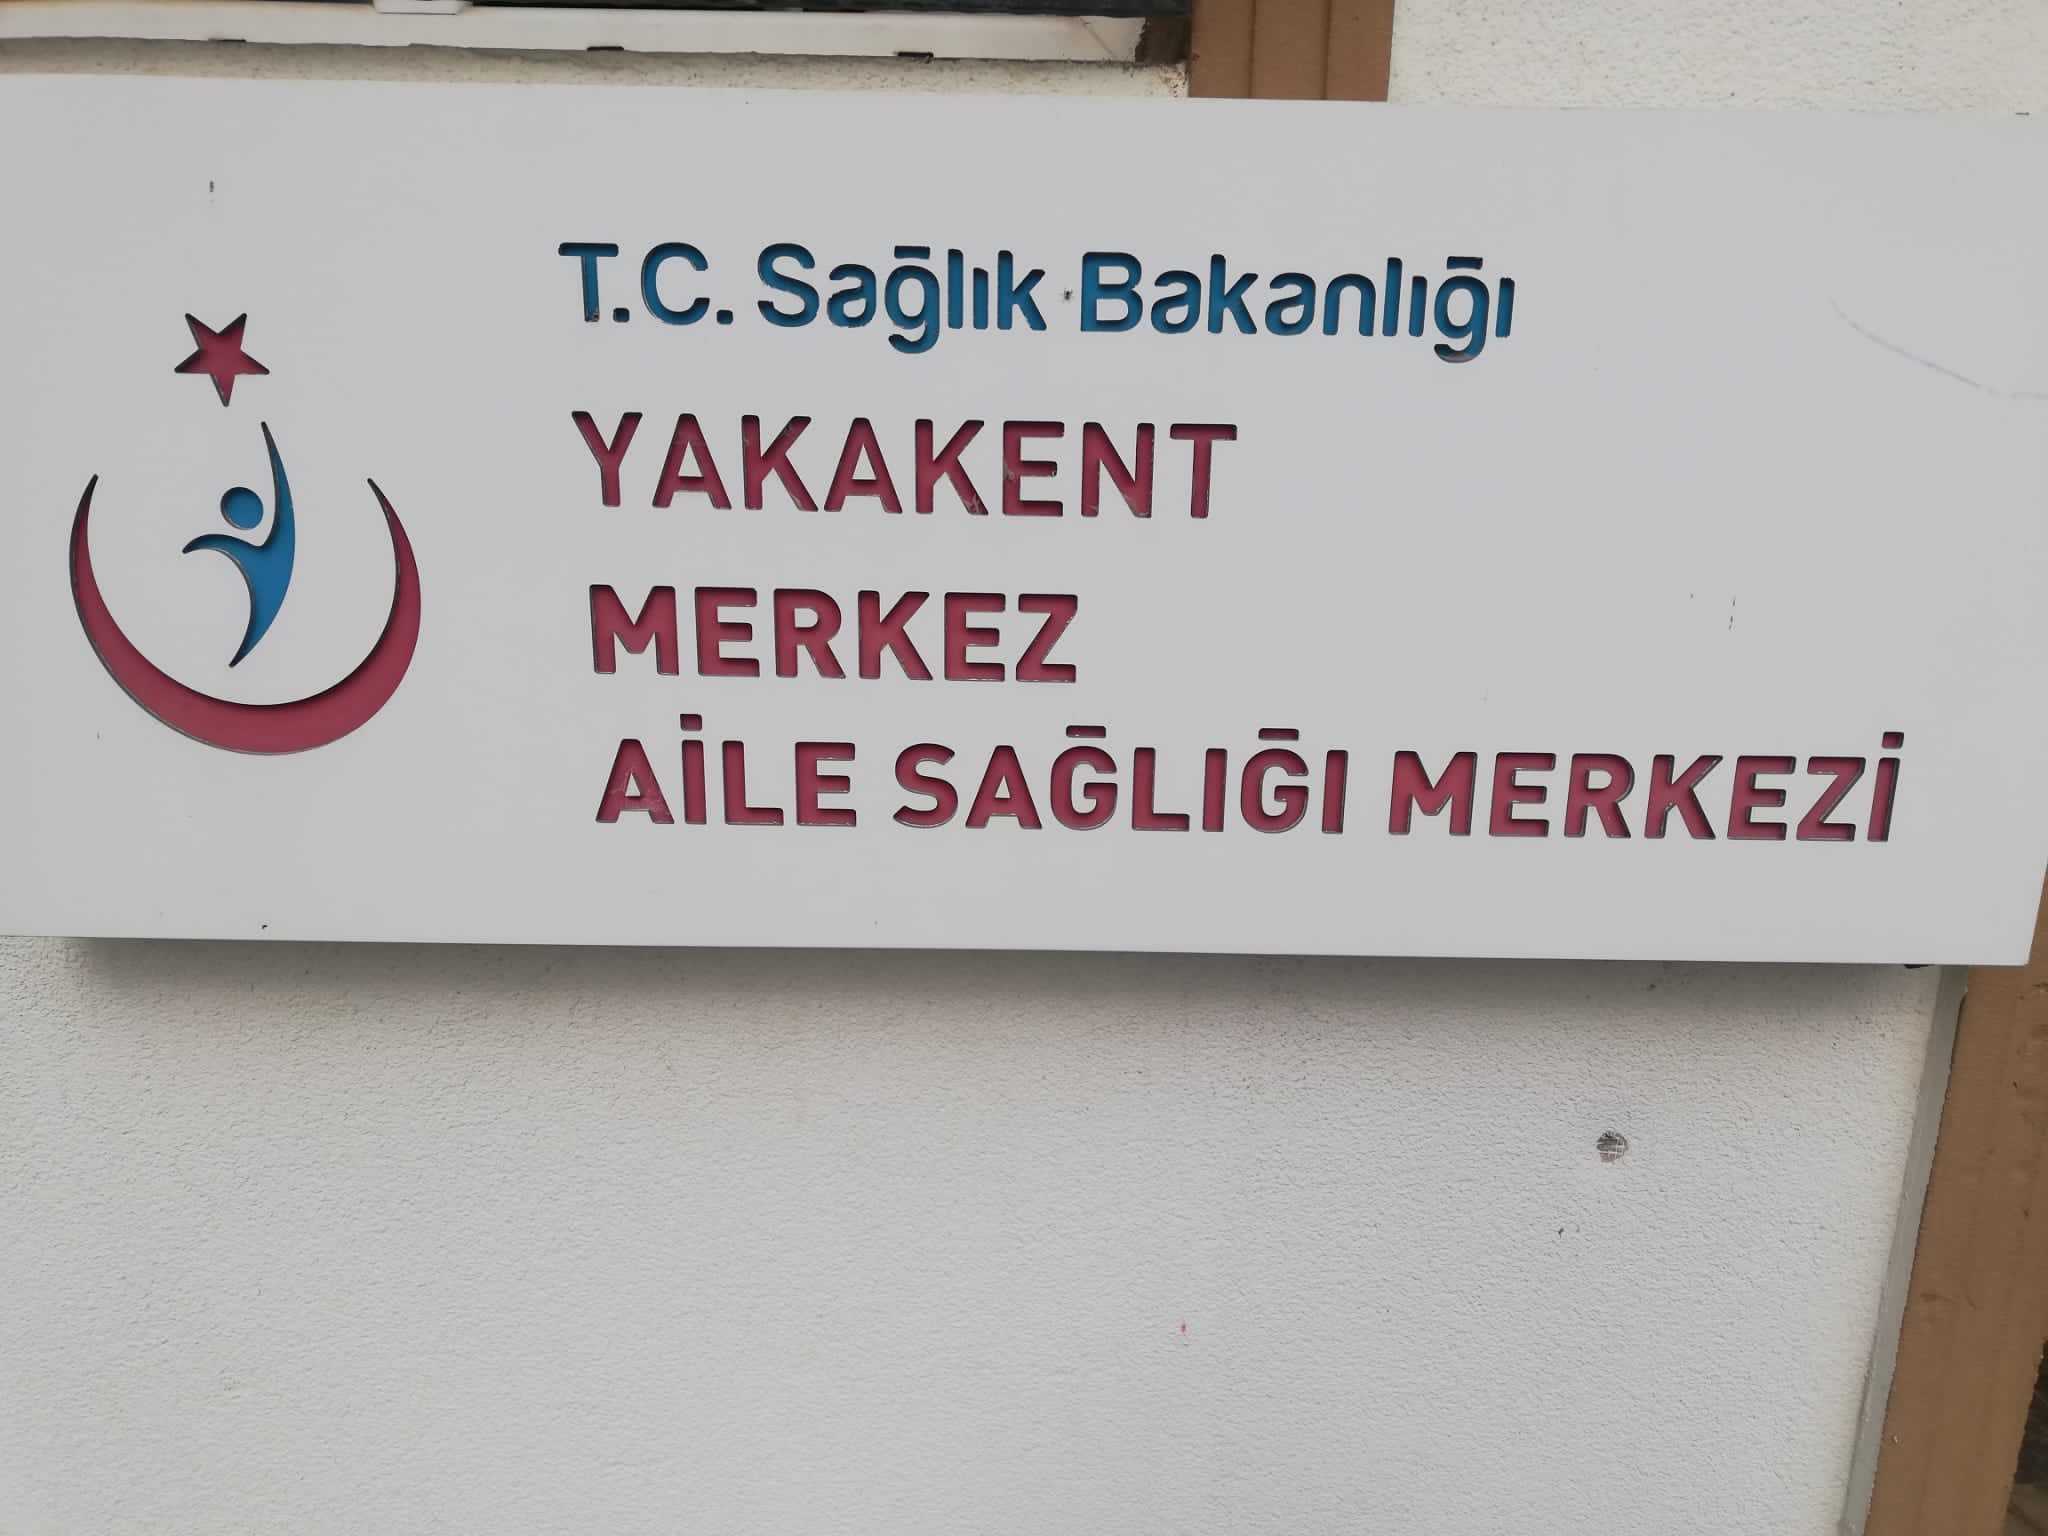 T.C. Sağlık Bakanlığı
YAKAKENT
MERKEZ
AİLE SAĞLIĞI MERKEZİ